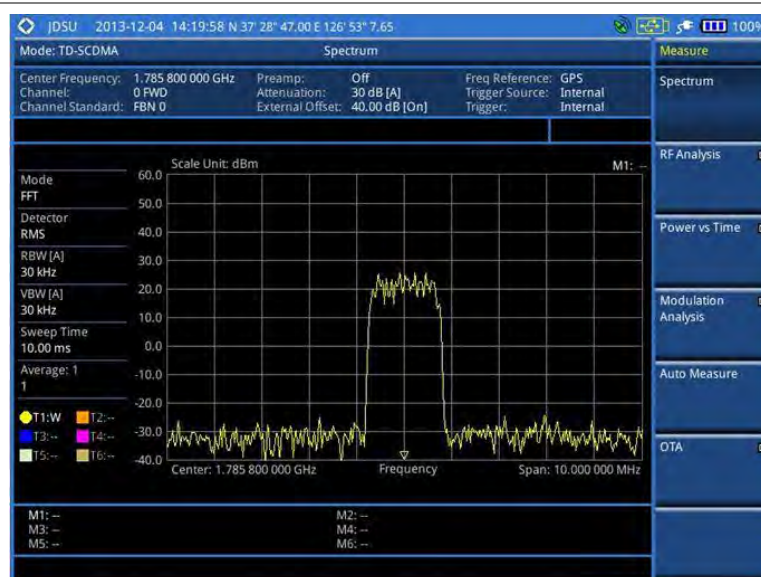 JDSU 2013-12-04 14:19:58 N 37' 28" 47.00 E 126' 53" 7.65 100%
Mode: TD-SCDMA Spectrum Measure
Center Frequency: 1.785 800 000 GHz Preamp: Off Freq Reference: GPS
Channel: 0 FWD Attenuation: 30 dB [A] Trigger Source: Internal
Channel Standard: FBN 0 External Offset: 40.00 dB [On] Trigger: Internal
Scale Unit: dBm M1: --
Mode
FFT
Detector
RMS
RBW [A]
30 kHz
VBW [A]
30 kHz
Sweep Time
10.00 ms
Average: 1
1
T1:W T2:--
T3:-- T4:--
T5:-- T6:--
60.0
50.0
40.0
30.0
20.0
10.0
0.0
-10.0
-20.0
-30.0
-40.0
Center: 1.785 800 000 GHz Frequency Span: 10.000 000 MHz
M1: -- M2: --
M3: -- M4: --
M5: -- M6: --
Spectrum
RF Analysis
Power vs Time
Modulation
Analysis
Auto Measure
OTA